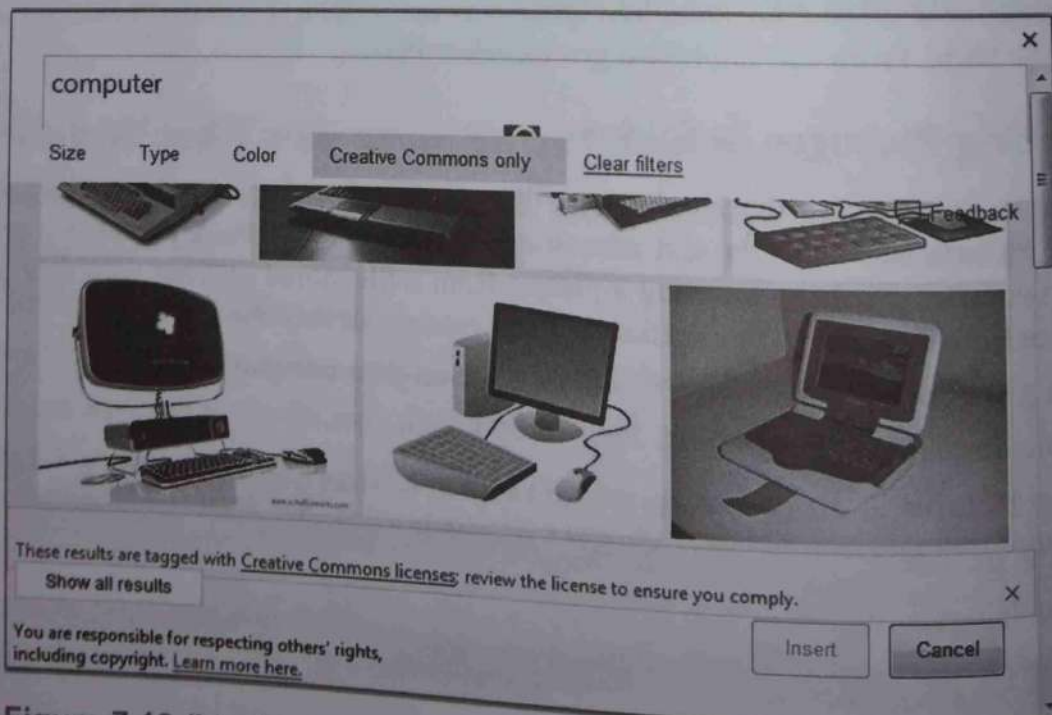 ×
computer
Size Type Color Creative Commons only Clear filters
Feedback
These results are tagged with Creative Commons licenses; review the license to ensure you comply. ×
Show all results
You are responsible for respecting others' rights,
including copyright. Learn more here.
Insert Cancel